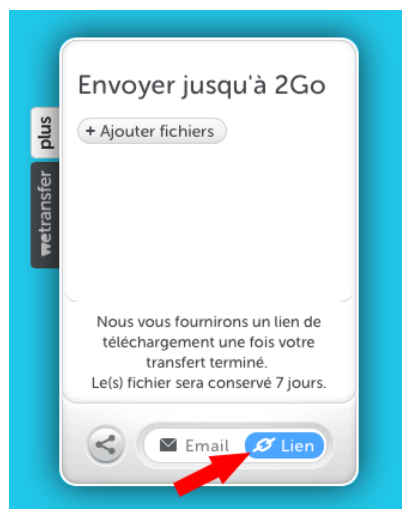 Envoyer jusqu'à 2Go
+ Ajouter fichiers
plus
wetransfer
Nous vous fournirons un lien de
téléchargement une fois votre
transfert terminé.
Le(s) fichier sera conservé 7 jours.
Email
Lien